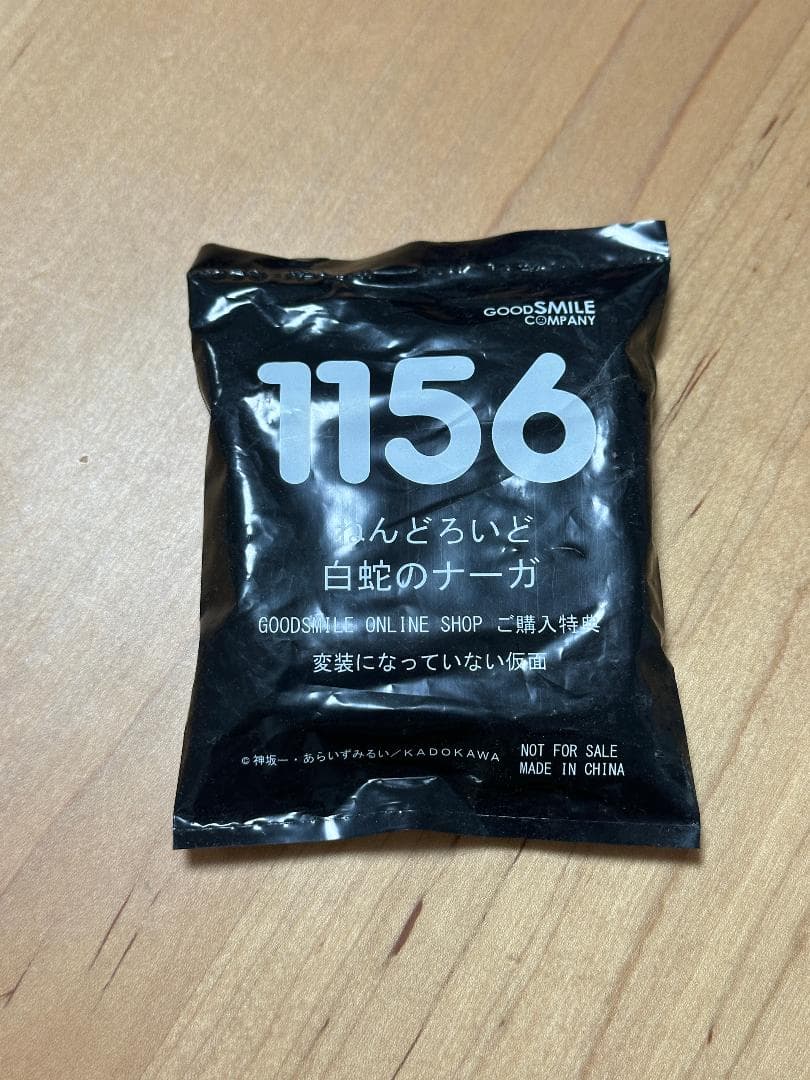 GOODSMILE
COMPANY
1156
ねんどろいど
白蛇のナーガ
GOODSMILE ONLINE SHOP ご購入特典
変装になっていない仮面
©神坂一・あらいずみるい/KADOKAWA
NOT FOR SALE
MADE IN CHINA